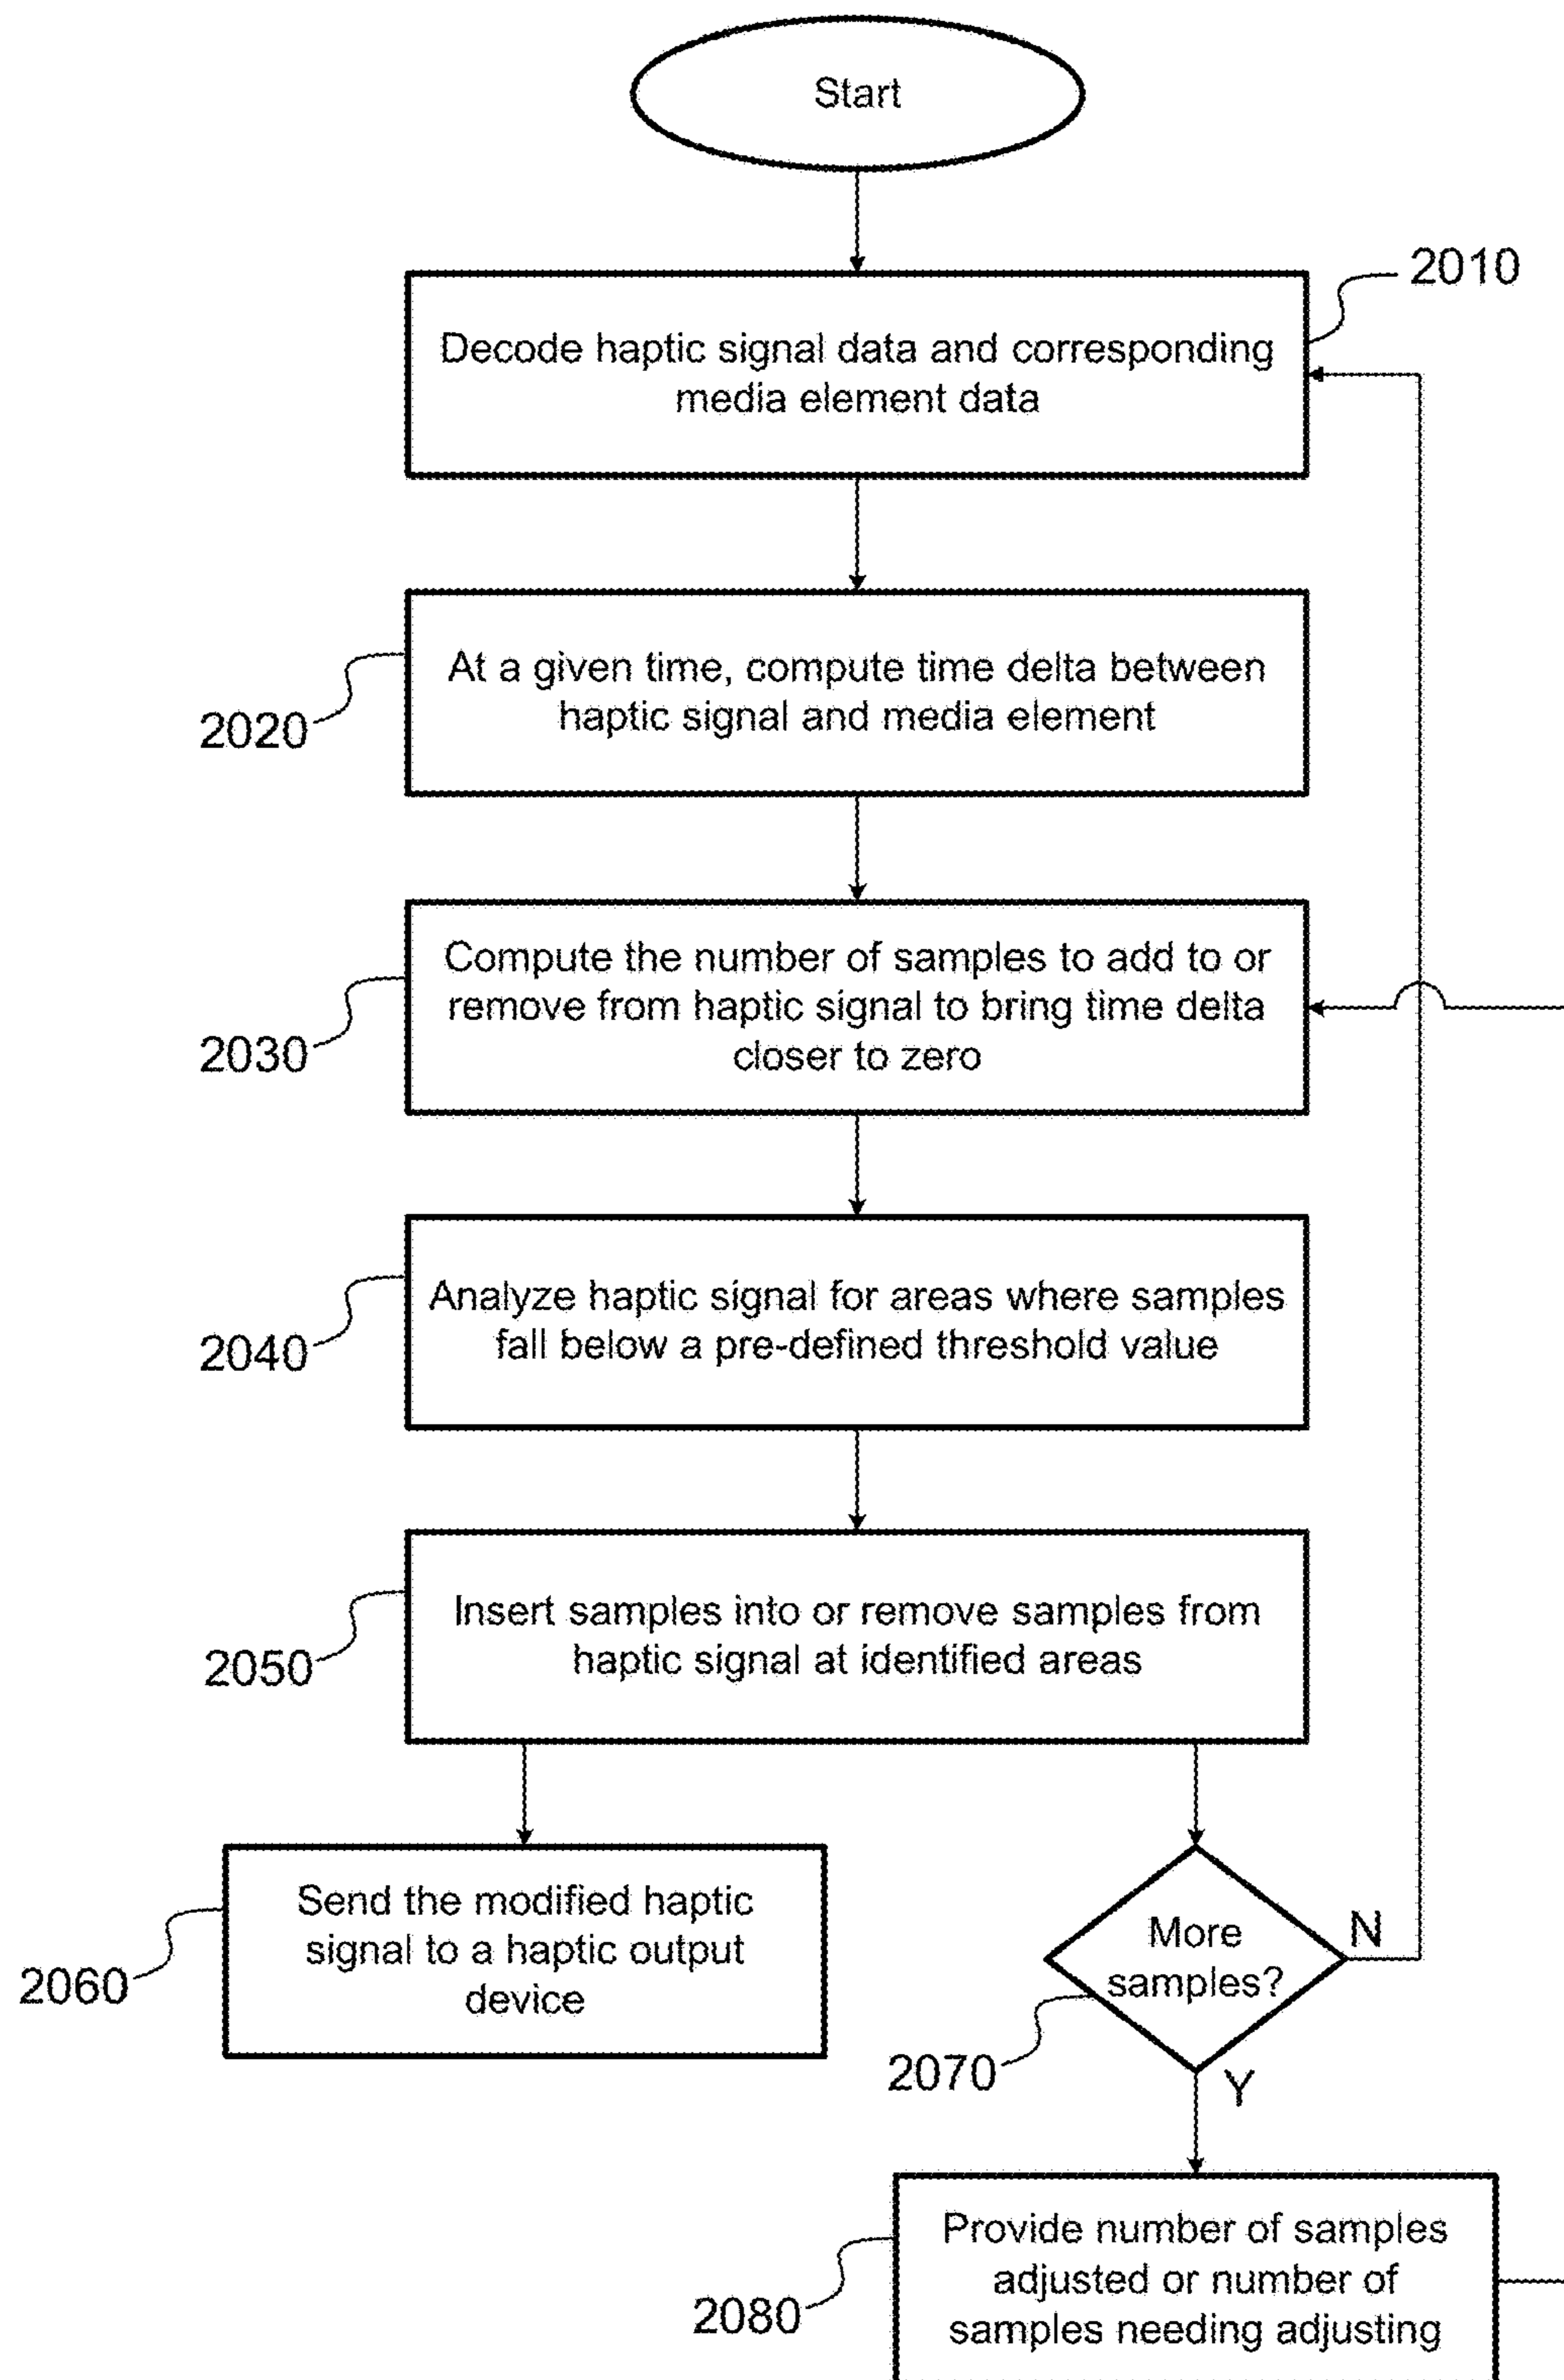 Start
2010
Decode haptic signal data and corresponding
media element data
At a given time, compute time delta between
haptic signal and media element
2020
Compute the number of samples to add to or
remove from haptic signal to bring time delta
closer to zero
2030
Analyze haptic signal for areas where samples
fall below a pre-defined threshold value
2040
Insert samples into or remove samples from
haptic signal at identified areas
2050
Send the modified haptic
signal to a haptic output
device
2060
More
samples?
N
2070
Y
Provide number of samples
adjusted or number of
samples needing adjusting
2080